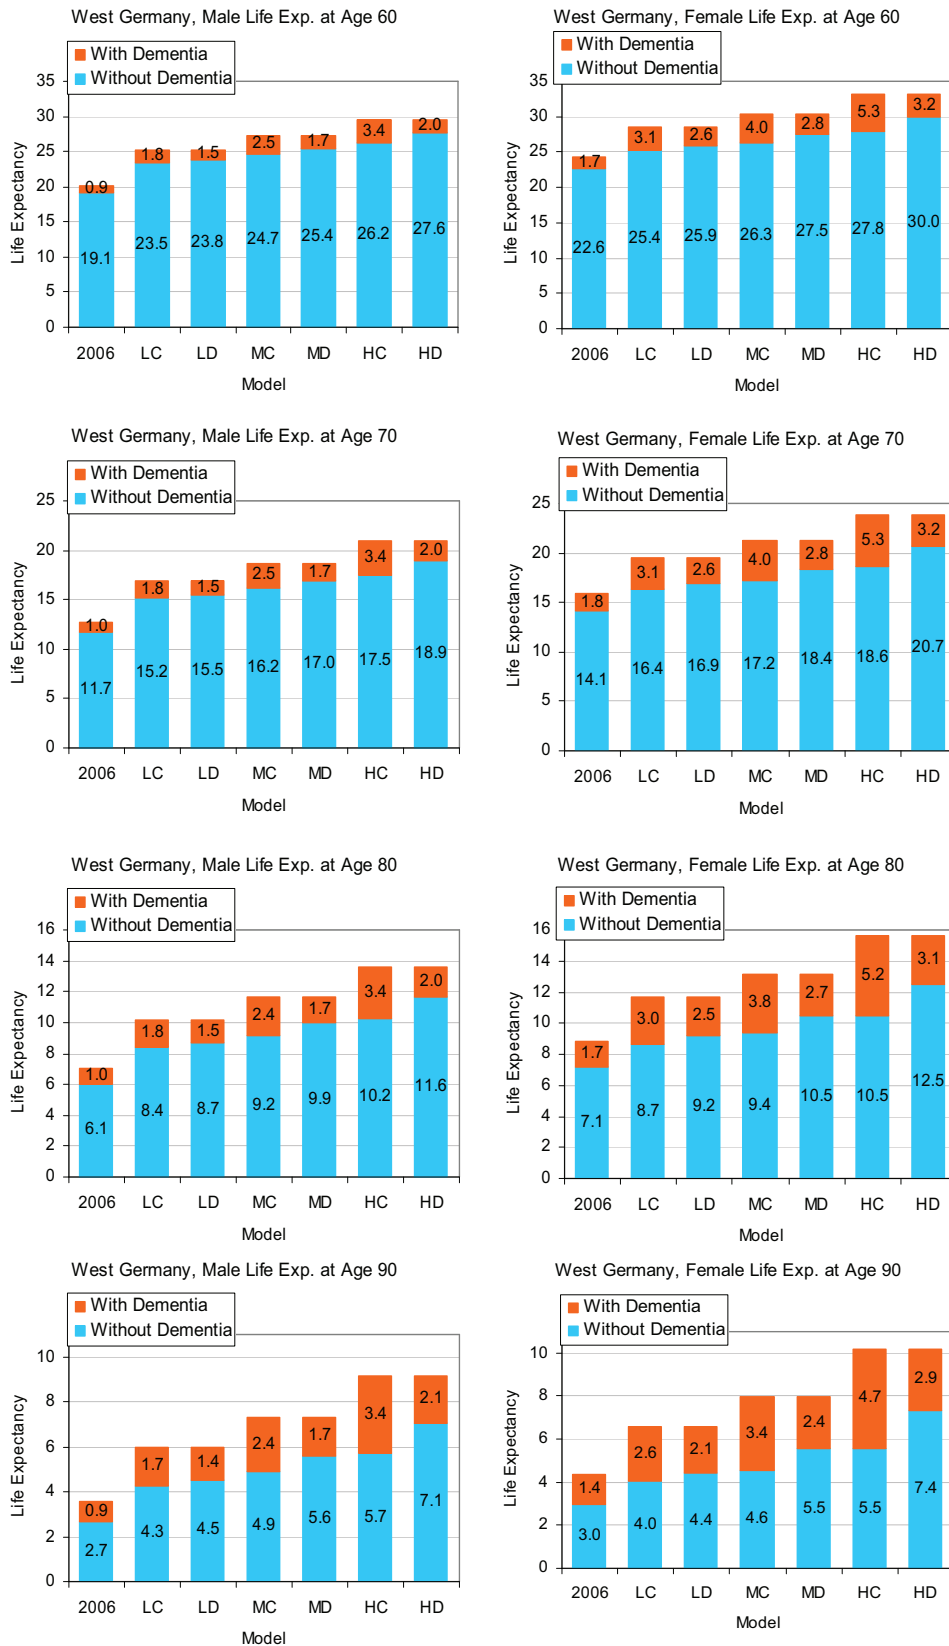 West Germany, Male Life Exp. at Age 60
With Dementia
Without Dementia
Life Expectancy
35
30
25
20
15
10
5
0
0.9 1.8 1.5 2.5 1.7 3.4 2.0
19.1 23.5 23.8 24.7 25.4 26.2 27.6
2006 LC LD MC MD HC HD
Model
West Germany, Female Life Exp. at Age 60
With Dementia
Without Dementia
Life Expectancy
35
30
25
20
15
10
5
0
1.7 3.1 2.6 4.0 2.8 5.3 3.2
22.6 25.4 25.9 26.3 27.5 27.8 30.0
2006 LC LD MC MD HC HD
Model
West Germany, Male Life Exp. at Age 70
With Dementia
Without Dementia
Life Expectancy
25
20
15
10
5
0
1.0 1.8 1.5 2.5 1.7 3.4 2.0
11.7 15.2 15.5 16.2 17.0 17.5 18.9
2006 LC LD MC MD HC HD
Model
West Germany, Female Life Exp. at Age 70
With Dementia
Without Dementia
Life Expectancy
25
20
15
10
5
0
1.8 3.1 2.6 4.0 2.8 5.3 3.2
14.1 16.4 16.9 17.2 18.4 18.6 20.7
2006 LC LD MC MD HC HD
Model
West Germany, Male Life Exp. at Age 80
With Dementia
Without Dementia
Life Expectancy
16
14
12
10
8
6
4
2
0
1.0 1.8 1.5 2.4 1.7 3.4 2.0
6.1 8.4 8.7 9.2 9.9 10.2 11.6
2006 LC LD MC MD HC HD
Model
West Germany, Female Life Exp. at Age 80
With Dementia
Without Dementia
Life Expectancy
16
14
12
10
8
6
4
2
0
1.7 3.0 2.5 3.8 2.7 5.2 3.1
7.1 8.7 9.2 9.4 10.5 10.5 12.5
2006 LC LD MC MD HC HD
Model
West Germany, Male Life Exp. at Age 90
With Dementia
Without Dementia
Life Expectancy
10
8
6
4
2
0
0.9 1.7 1.4 2.4 1.7 3.4 2.1
2.7 4.3 4.5 4.9 5.6 5.7 7.1
2006 LC LD MC MD HC HD
Model
West Germany, Female Life Exp. at Age 90
With Dementia
Without Dementia
Life Expectancy
10
8
6
4
2
0
1.4 2.6 2.1 3.4 2.4 4.7 2.9
3.0 4.0 4.4 4.6 5.5 5.5 7.4
2006 LC LD MC MD HC HD
Model